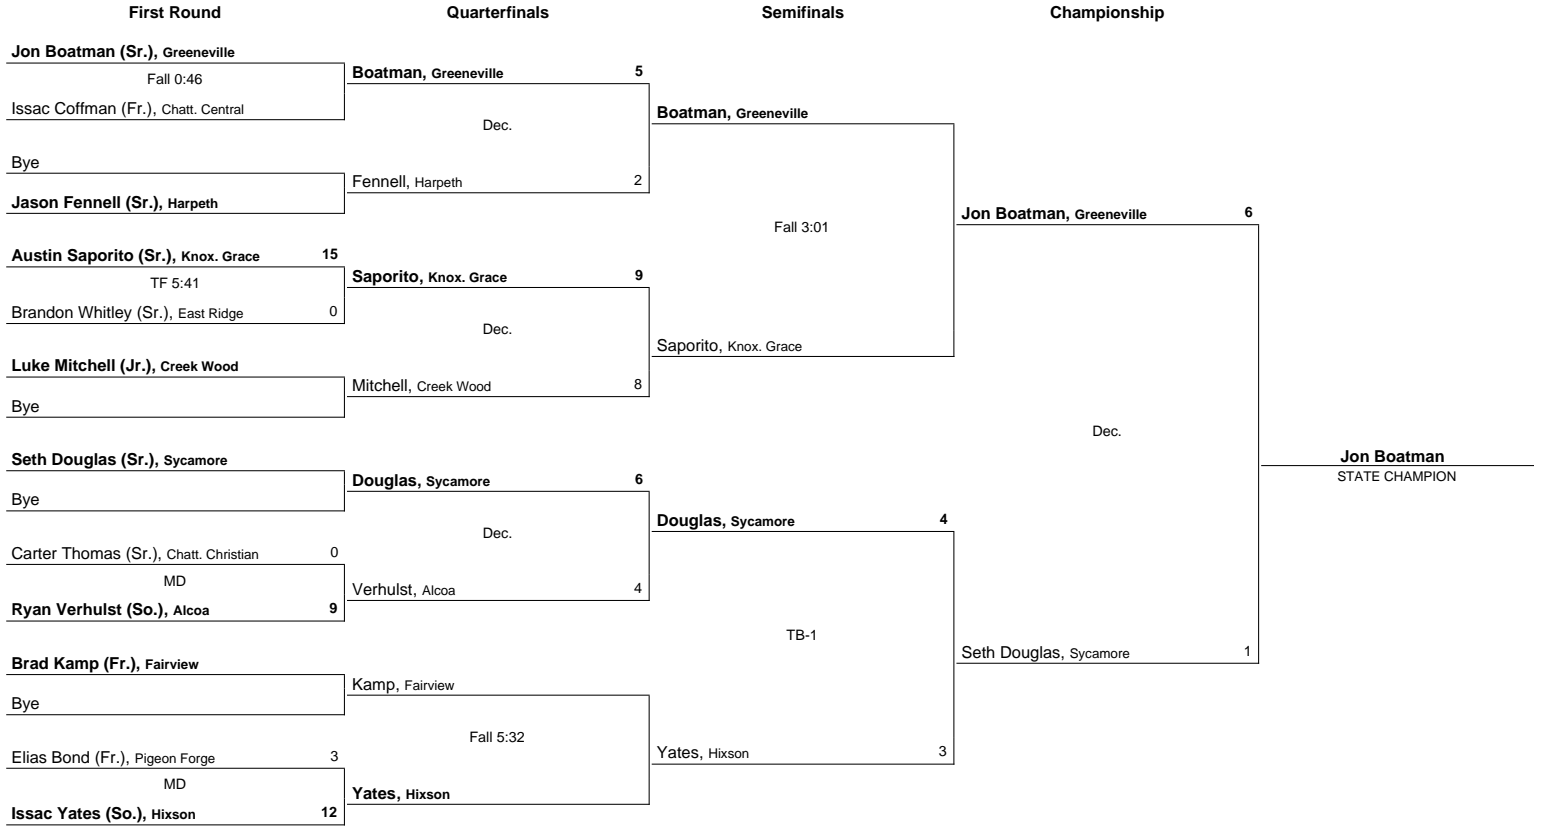 First Round
Quarterfinals
Semifinals
Championship
Jon Boatman (Sr.), Greeneville
Fall 0:46
Issac Coffman (Fr.), Chatt. Central
Bye
Jason Fennell (Sr.), Harpeth
Austin Saporito (Sr.), Knox. Grace 15
TF 5:41
Brandon Whitley (Sr.), East Ridge 0
Luke Mitchell (Jr.), Creek Wood
Bye
Seth Douglas (Sr.), Sycamore
Bye
Carter Thomas (Sr.), Chatt. Christian 0
MD
Ryan Verhulst (So.), Alcoa 9
Brad Kamp (Fr.), Fairview
Bye
Elias Bond (Fr.), Pigeon Forge 3
MD
Issac Yates (So.), Hixson 12
Boatman, Greeneville 5
Dec.
Fennell, Harpeth 2
Saporito, Knox. Grace 9
Dec.
Mitchell, Creek Wood 8
Douglas, Sycamore 6
Dec.
Verhulst, Alcoa 4
Kamp, Fairview
Fall 5:32
Yates, Hixson
Boatman, Greeneville
Fall 3:01
Saporito, Knox. Grace
Douglas, Sycamore 4
TB-1
Yates, Hixson 3
Jon Boatman, Greeneville 6
Dec.
Seth Douglas, Sycamore 1
Jon Boatman
STATE CHAMPION